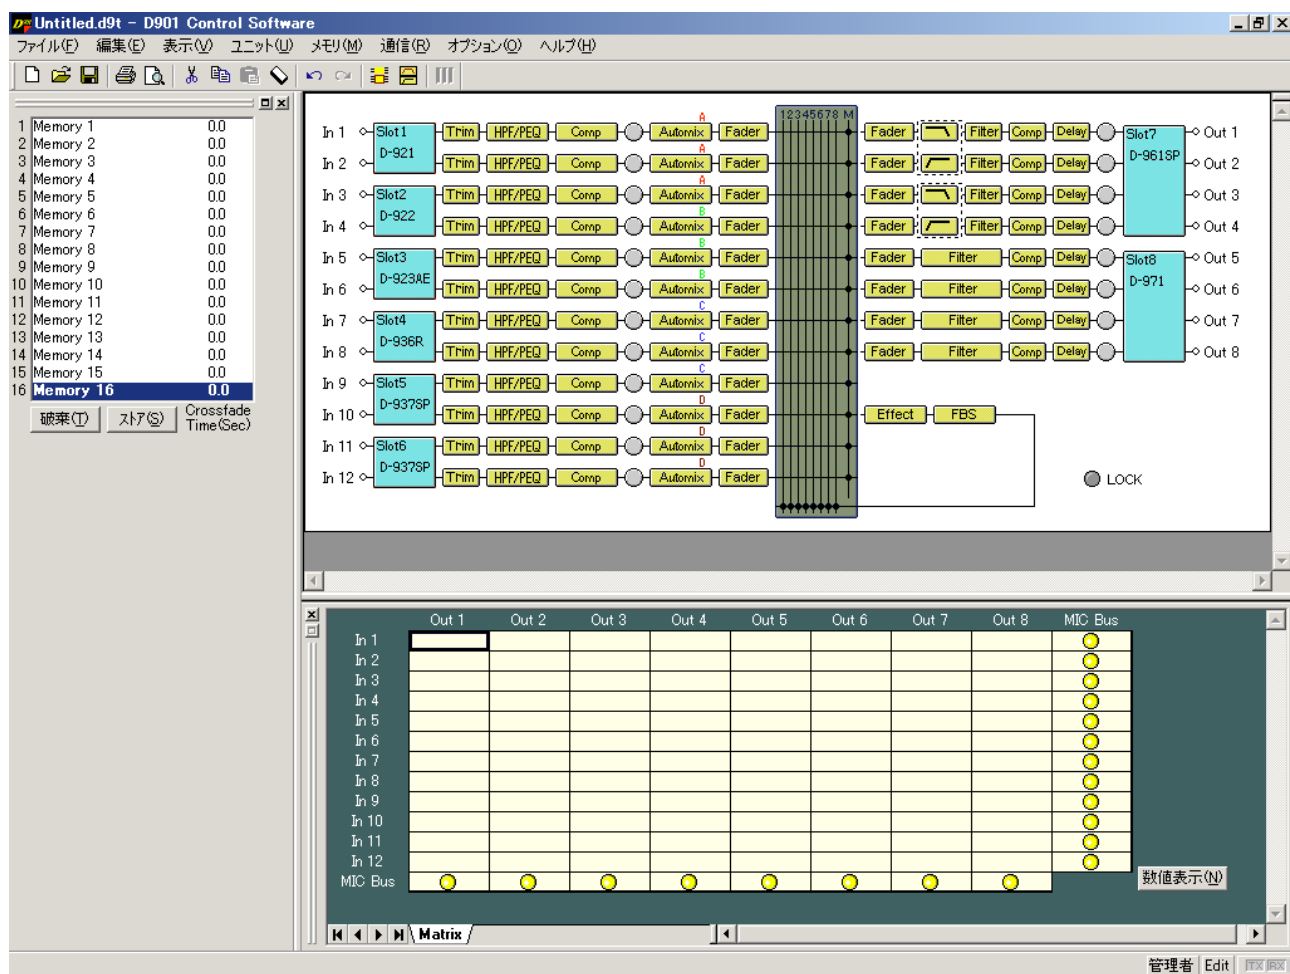 Untitled.d9t - D901 Control Software
ファイル(F) 編集(E) 表示(V) ユニット(U) メモリ(M) 通信(R) オプション(O) ヘルプ(H)
1 Memory 1 0.0
2 Memory 2 0.0
3 Memory 3 0.0
4 Memory 4 0.0
5 Memory 5 0.0
6 Memory 6 0.0
7 Memory 7 0.0
8 Memory 8 0.0
9 Memory 9 0.0
10 Memory 10 0.0
11 Memory 11 0.0
12 Memory 12 0.0
13 Memory 13 0.0
14 Memory 14 0.0
15 Memory 15 0.0
16 Memory 16 0.0
破棄(T) ストア(S) Crossfade
Time(Sec)
12345678 M
A
In 1 Slot1 Trim HPF/PEQ Comp Automix Fader Fader Filter Comp Delay Slot7 Out 1
D-921 D-961SP
A
In 2 Trim HPF/PEQ Comp Automix Fader Fader Filter Comp Delay Out 2
A
In 3 Slot2 Trim HPF/PEQ Comp Automix Fader Fader Filter Comp Delay Out 3
D-922
B
In 4 Trim HPF/PEQ Comp Automix Fader Fader Filter Comp Delay Out 4
B
In 5 Slot3 Trim HPF/PEQ Comp Automix Fader Fader Filter Comp Delay Slot8 Out 5
D-923AE D-971
B
In 6 Trim HPF/PEQ Comp Automix Fader Fader Filter Comp Delay Out 6
C
In 7 Slot4 Trim HPF/PEQ Comp Automix Fader Fader Filter Comp Delay Out 7
D-936R
C
In 8 Trim HPF/PEQ Comp Automix Fader Fader Filter Comp Delay Out 8
C
In 9 Slot5 Trim HPF/PEQ Comp Automix Fader
D-937SP
D
In 10 Trim HPF/PEQ Comp Automix Fader Effect FBS
D
In 11 Slot6 Trim HPF/PEQ Comp Automix Fader
D-937SP
D
In 12 Trim HPF/PEQ Comp Automix Fader LOCK
Out 1 Out 2 Out 3 Out 4 Out 5 Out 6 Out 7 Out 8 MIC Bus
In 1
In 2
In 3
In 4
In 5
In 6
In 7
In 8
In 9
In 10
In 11
In 12
MIC Bus
数値表示(N)
Matrix
管理者 Edit TX RX